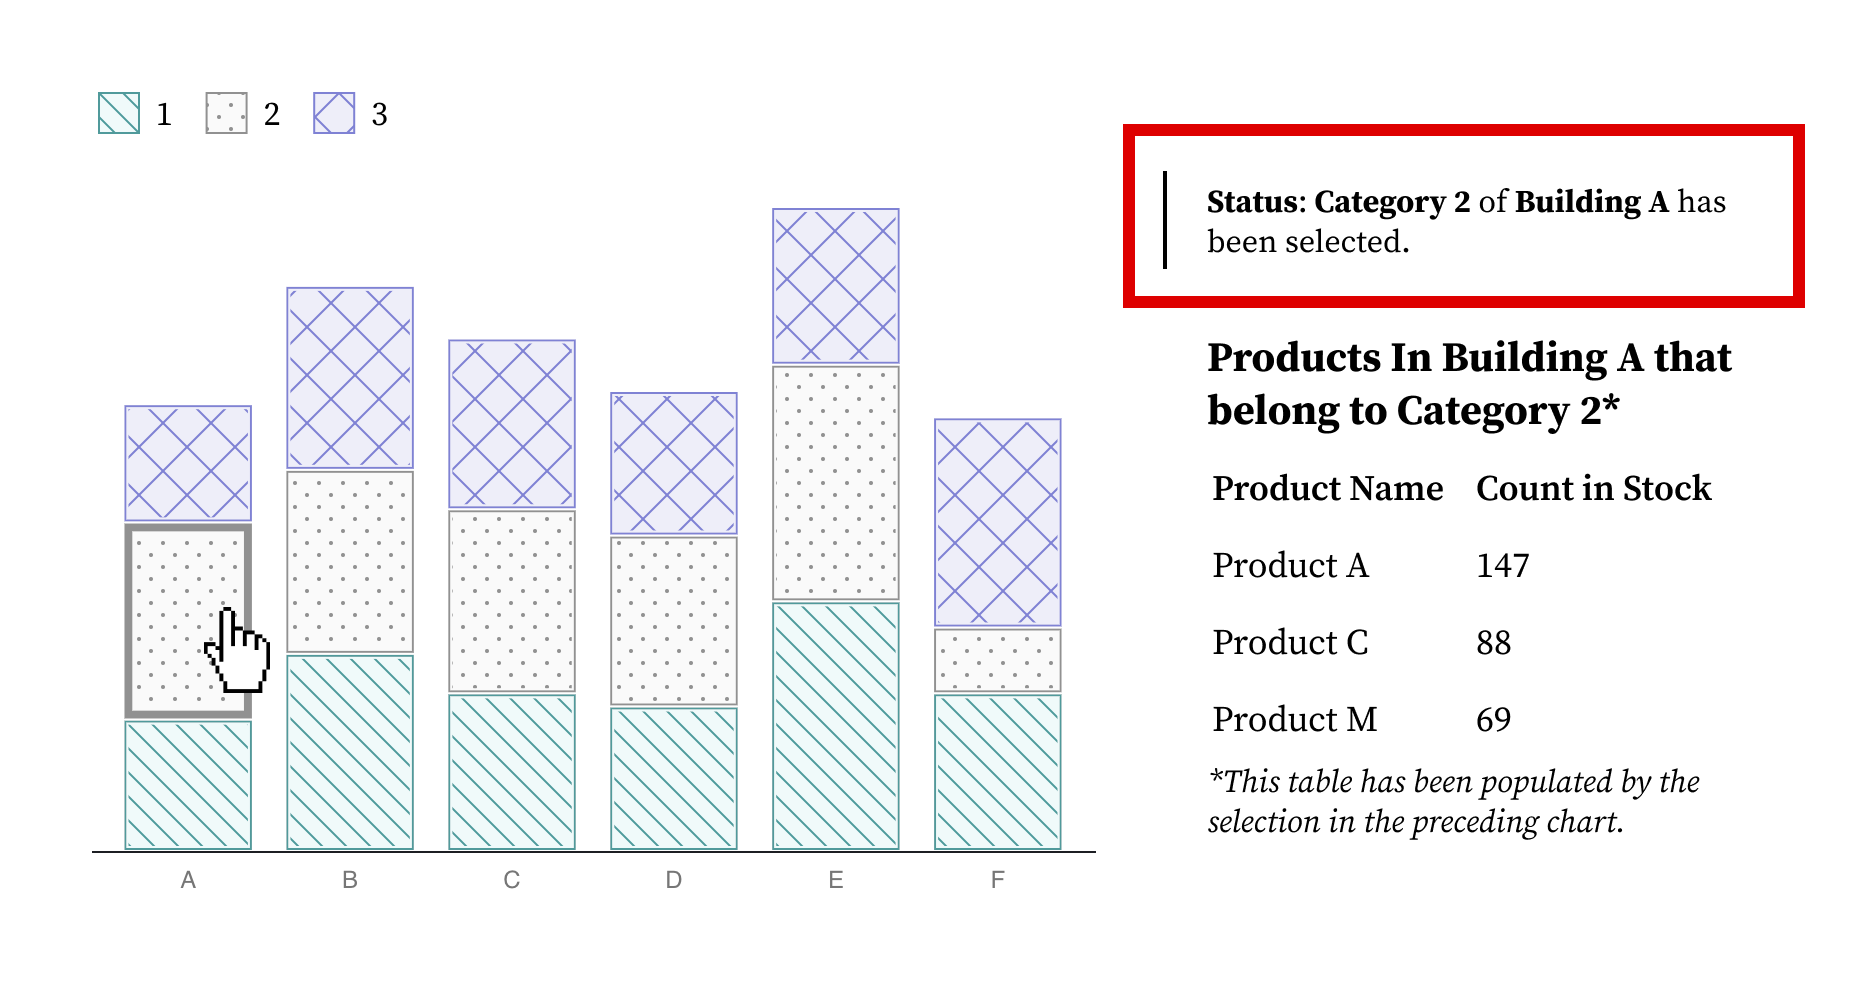 1 2 3
A B C D E F
Status: Category 2 of Building A has
been selected.
Products In Building A that
belong to Category 2*
Product Name Count in Stock
Product A 147
Product C 88
Product M 69
*This table has been populated by the
selection in the preceding chart.